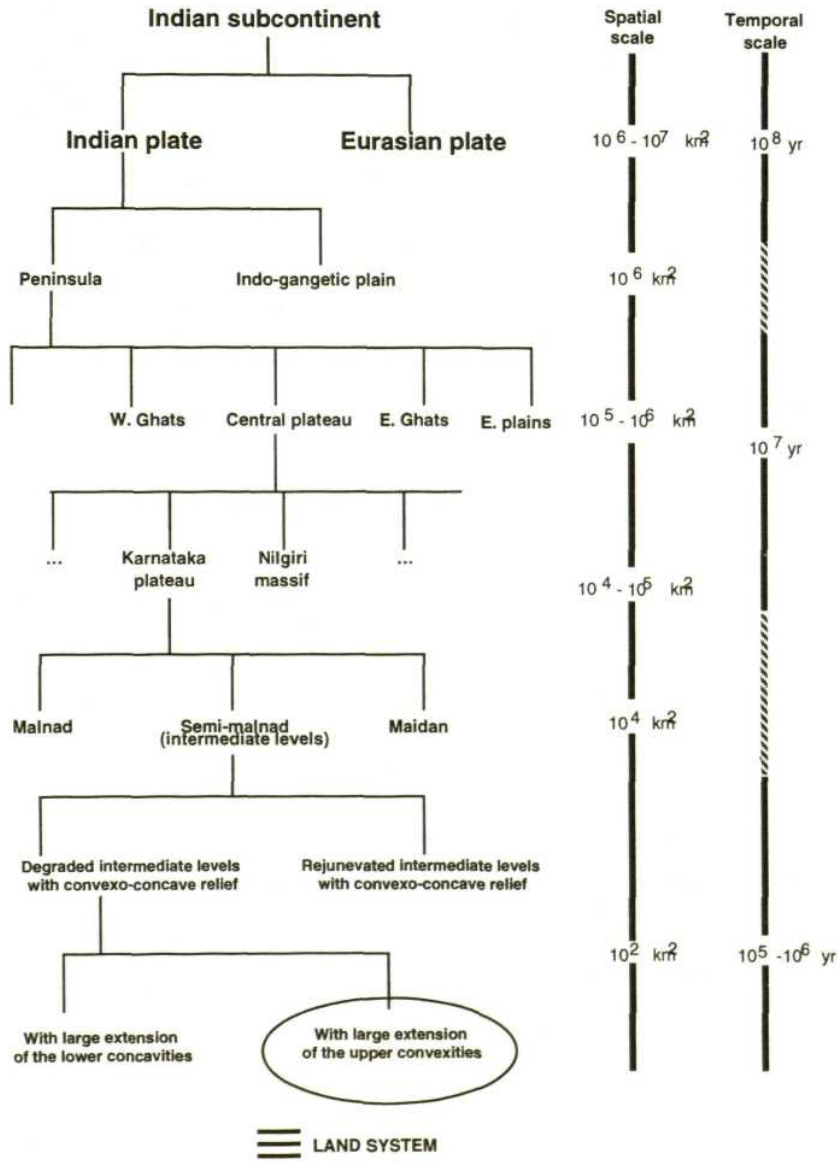 Indian subcontinent
Spatial scale
Temporal scale
Indian plate
Eurasian plate
10^6 - 10^7 km^2
10^8 yr
Peninsula
Indo-gangetic plain
10^6 km^2
W. Ghats
Central plateau
E. Ghats
E. plains
10^5 - 10^6 km^2
10^7 yr
...
Karnataka
plateau
Nilgiri
massif
...
10^4 - 10^5 km^2
Malnad
Semi-malnad
(intermediate levels)
Maidan
10^4 km^2
Degraded intermediate levels
with convexo-concave relief
Rejunevated intermediate levels
with convexo-concave relief
10^2 km^2
10^5 -10^6 yr
With large extension
of the lower concavities
With large extension
of the upper convexities
LAND SYSTEM